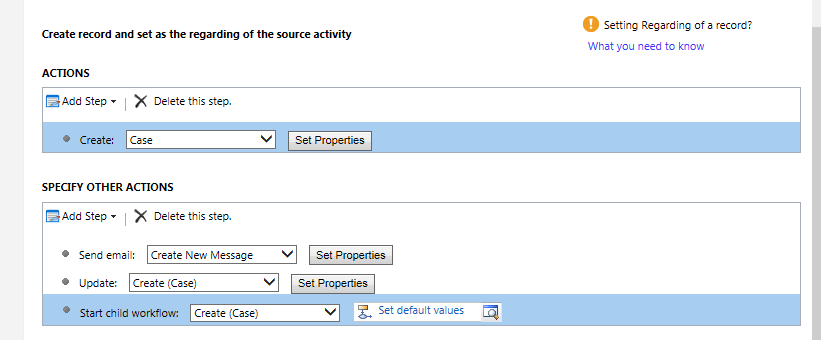 Setting Regarding of a record?
Create record and set as the regarding of the source activity
What you need to know
ACTIONS
Add Step Delete this step.
Create: Case Set Properties
SPECIFY OTHER ACTIONS
Add Step Delete this step.
Send email: Create New Message Set Properties
Update: Create (Case) Set Properties
Start child workflow: Create (Case) Set default values